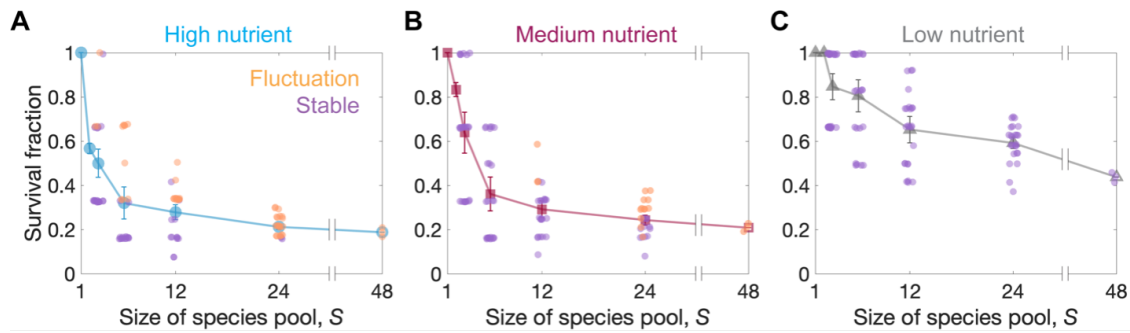 A
High nutrient
B
Medium nutrient
C
Low nutrient
Survival fraction
1
0.8
0.6
0.4
0.2
0
Fluctuation
Stable
1 12 24 48
Size of species pool, S
1
0.8
0.6
0.4
0.2
0
1 12 24 48
Size of species pool, S
1
0.8
0.6
0.4
0.2
0
1 12 24 48
Size of species pool, S